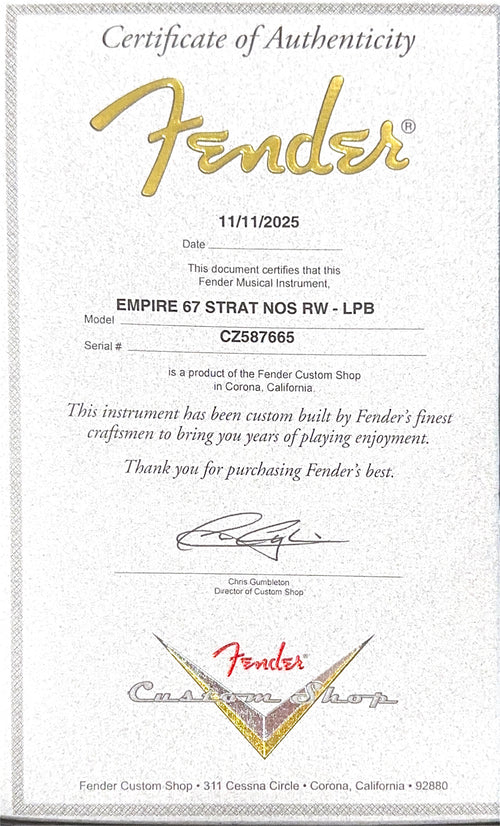 Certificate of Authenticity
Fender®
11/11/2025
Date
This document certifies that this
Fender Musical Instrument,
EMPIRE 67 STRAT NOS RW - LPB
Model
CZ587665
Serial #
is a product of the Fender Custom Shop
in Corona, California.
This instrument has been custom built by Fender's finest
craftsmen to bring you years of playing enjoyment.
Thank you for purchasing Fender's best.
Chris Gumbleton
Director of Custom Shop
Fender®
Custom Shop
Fender Custom Shop • 311 Cessna Circle • Corona, California • 92880